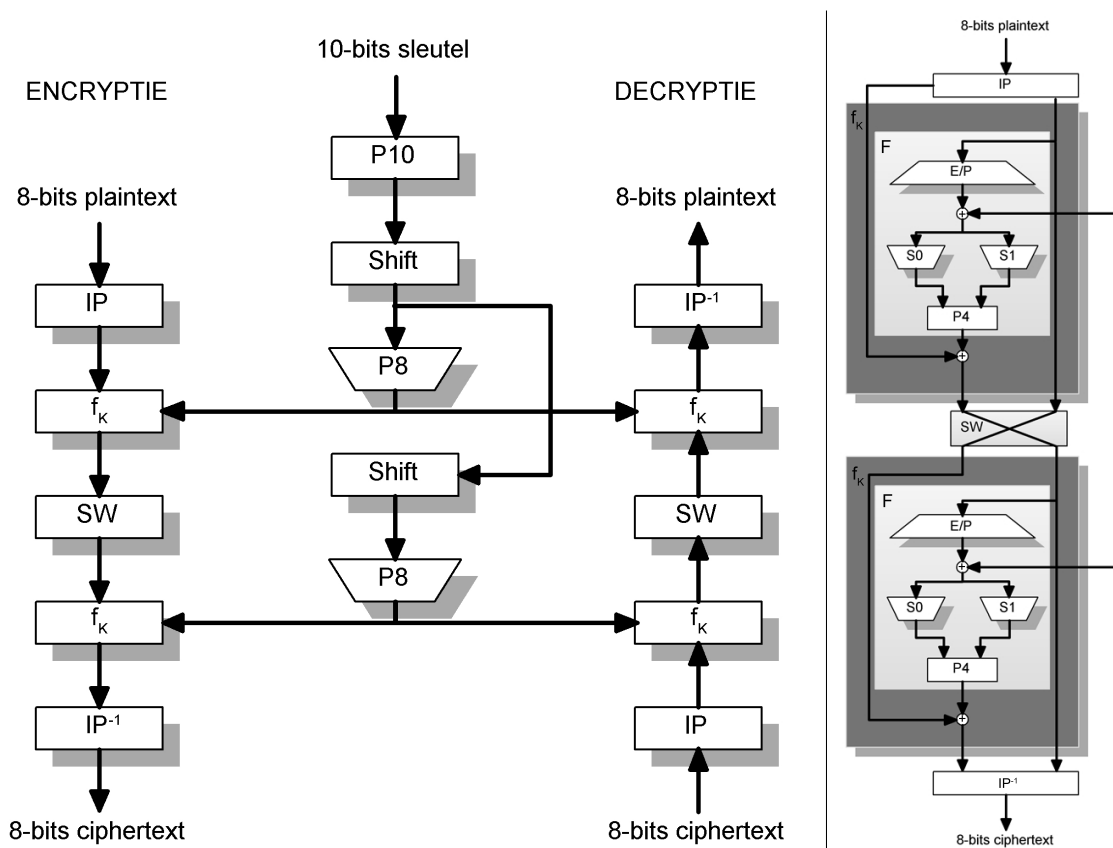 10-bits sleutel
ENCRYPTIE
DECRYPTIE
P10
8-bits plaintext
8-bits plaintext
Shift
IP
IP-1
P8
fK
fK
Shift
SW
SW
P8
fK
fK
IP-1
IP
8-bits ciphertext
8-bits ciphertext
8-bits plaintext
IP
fK
F
E/P
+
S0
S1
P4
+
SW
fK
F
E/P
+
S0
S1
P4
+
IP-1
8-bits ciphertext